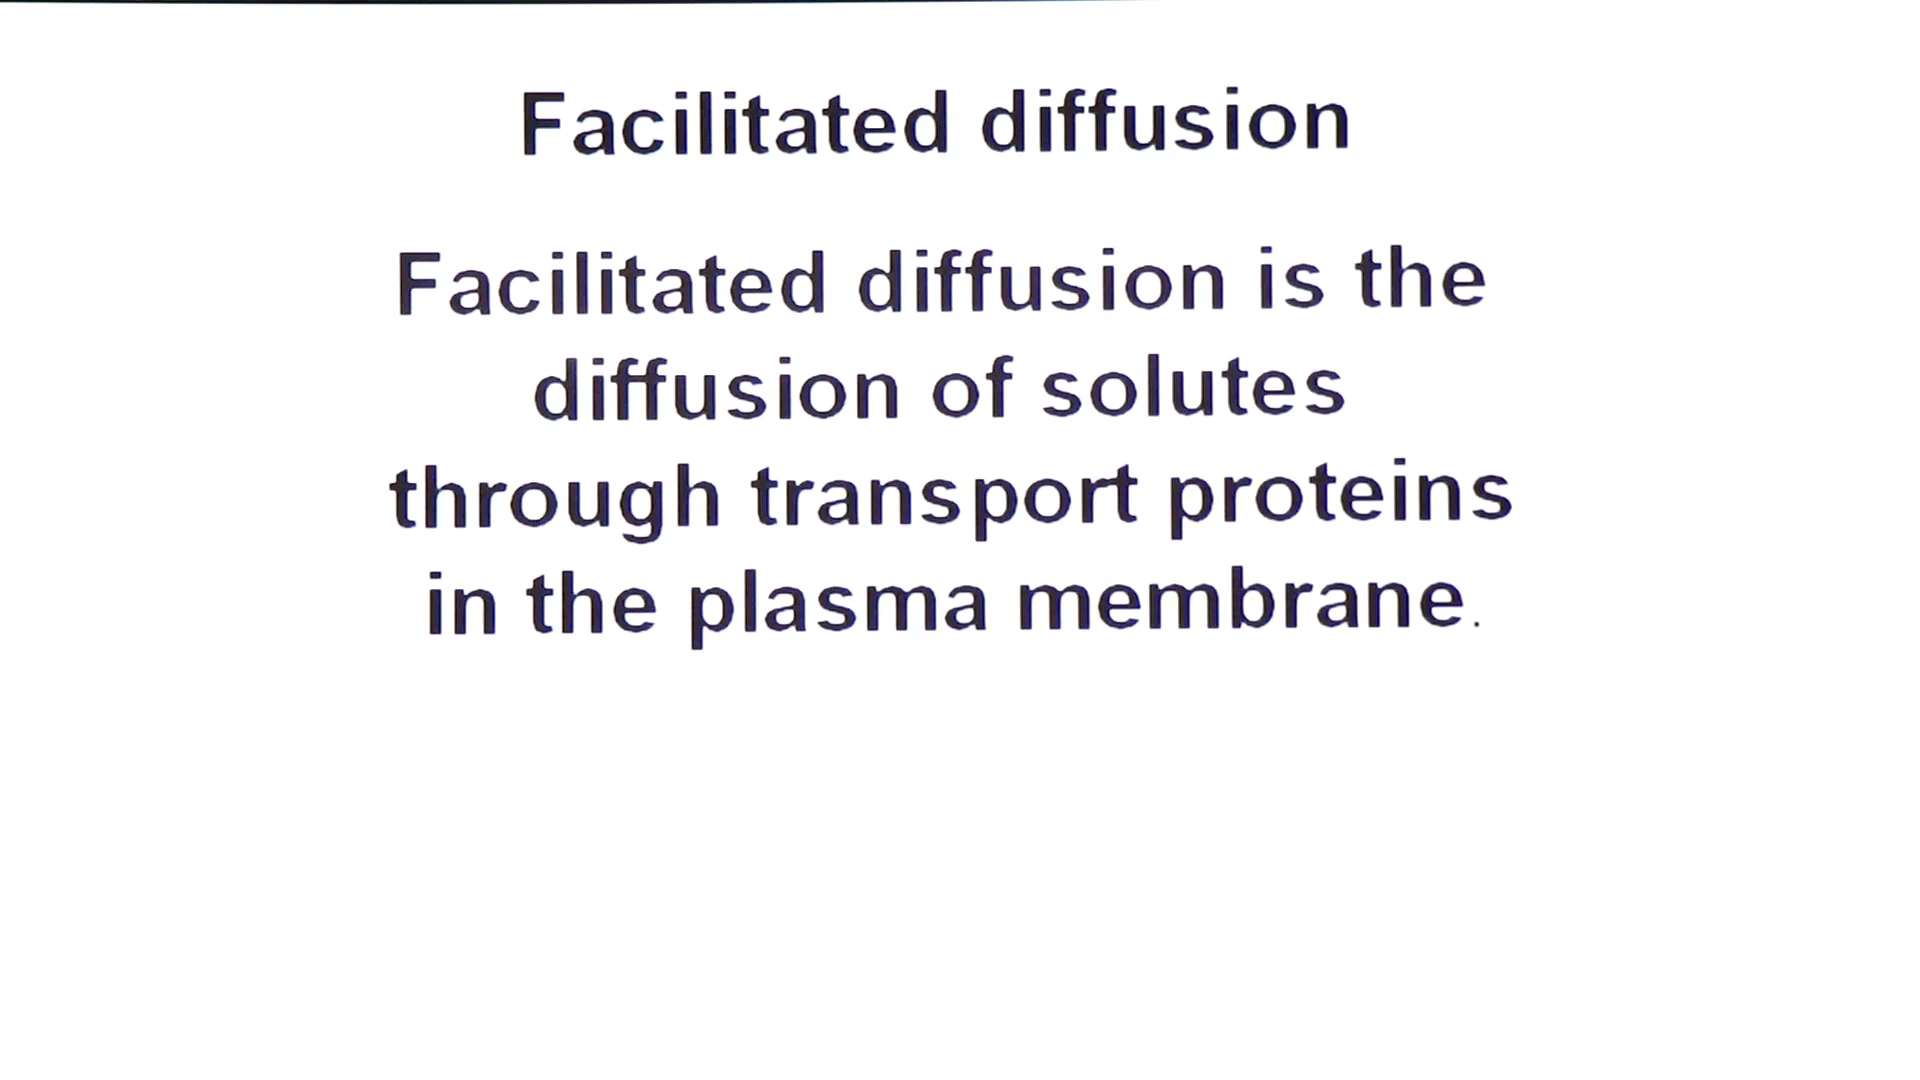 Facilitated diffusion
Facilitated diffusion is the
diffusion of solutes
through transport proteins
in the plasma membrane.